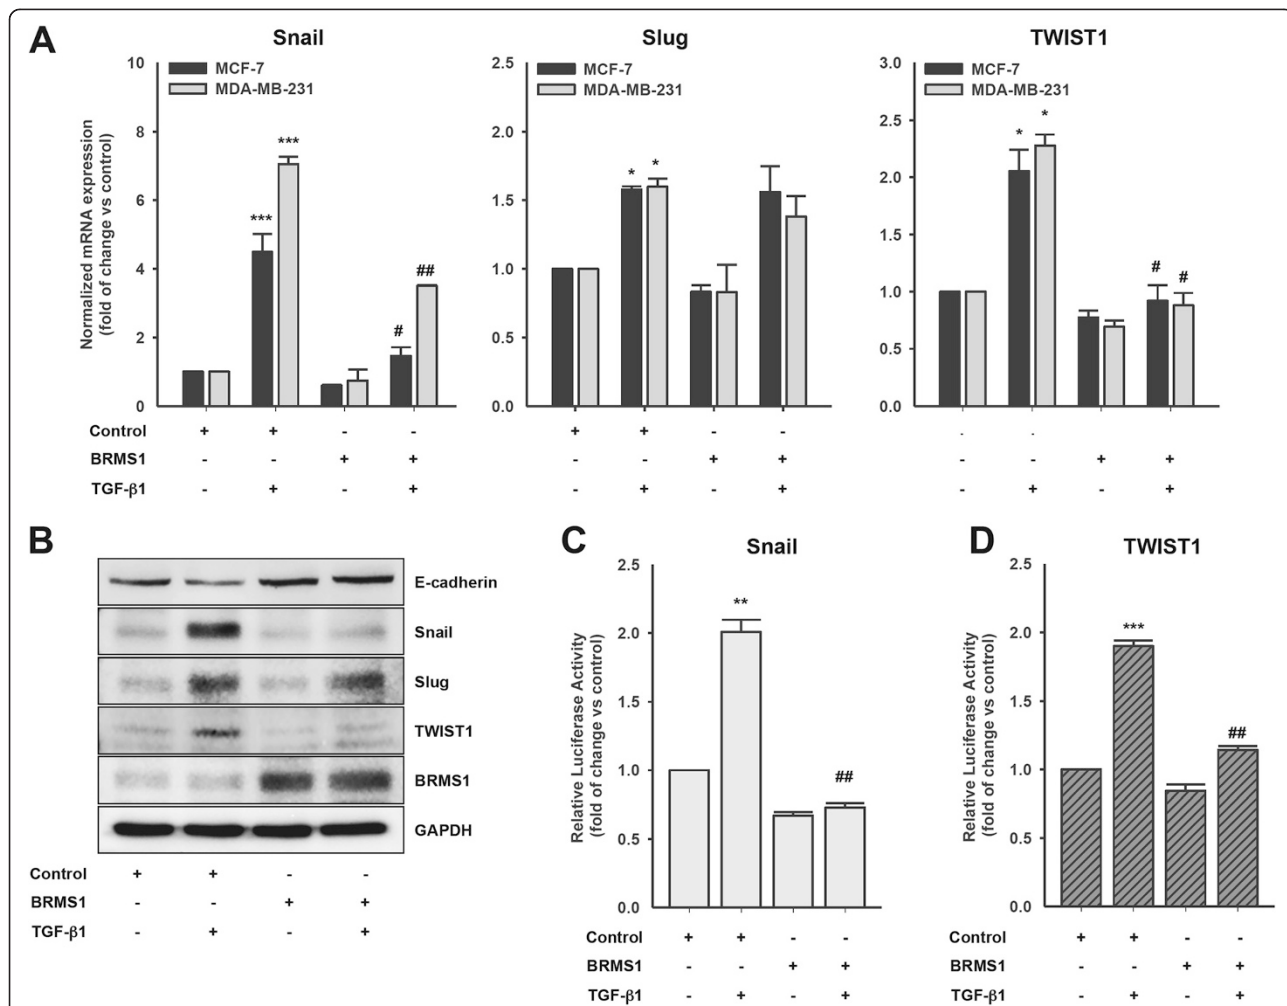 A
Snail
Slug
TWIST1
Normalized mRNA expression
(fold of change vs control)
10
8
6
4
2
0
MCF-7
MDA-MB-231
***
***
#
##
2.5
2.0
1.5
1.0
0.5
0.0
MCF-7
MDA-MB-231
*
*
3.0
2.5
2.0
1.5
1.0
0.5
0.0
MCF-7
MDA-MB-231
*
*
#
#
Control + + - - + + - - - -
BRMS1 - - + + - - + + - - + +
TGF-β1 - + - + - + - + - + - +
B
E-cadherin
Snail
Slug
TWIST1
BRMS1
GAPDH
Control + + - -
BRMS1 - - + +
TGF-β1 - + - +
C
Snail
Relative Luciferase Activity
(fold of change vs control)
2.5
2.0
1.5
1.0
0.5
0.0
**
##
Control + + - -
BRMS1 - - + +
TGF-β1 - + - +
D
TWIST1
Relative Luciferase Activity
(fold of change vs control)
2.5
2.0
1.5
1.0
0.5
0.0
***
##
Control + + - -
BRMS1 - - + +
TGF-β1 - + - +